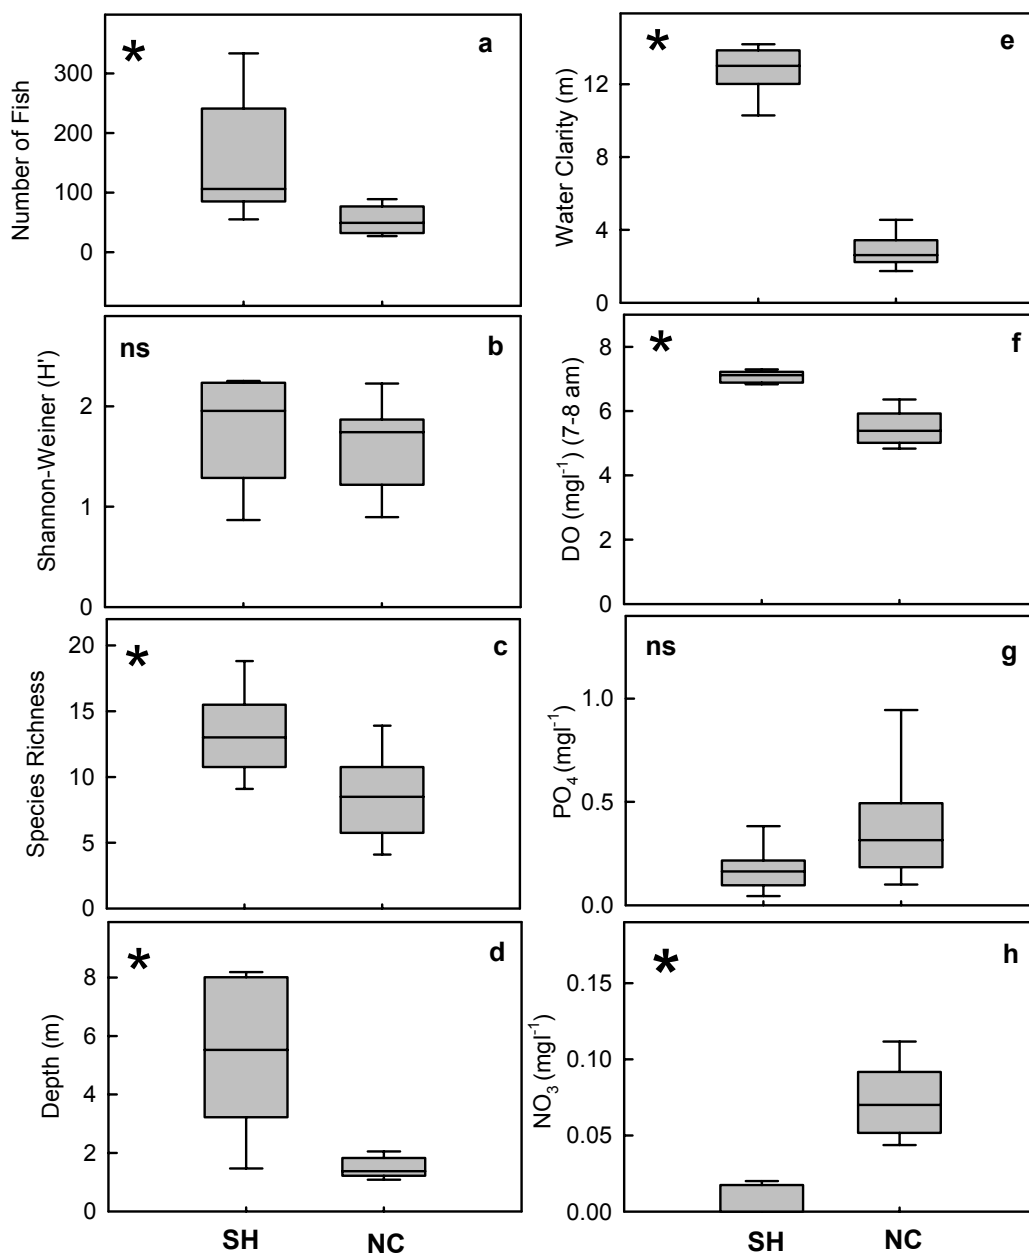 * a
300
200
100
0
Number of Fish
ns b
2
1
0
Shannon-Weiner (H')
* c
20
15
10
5
0
Species Richness
* d
8
6
4
2
0
Depth (m)
SH NC
* e
12
8
4
0
Water Clarity (m)
* f
8
6
4
2
0
DO (mgl⁻¹) (7-8 am)
ns g
1.0
0.5
0.0
PO₄ (mgl⁻¹)
* h
0.15
0.10
0.05
0.00
NO₃ (mgl⁻¹)
SH NC